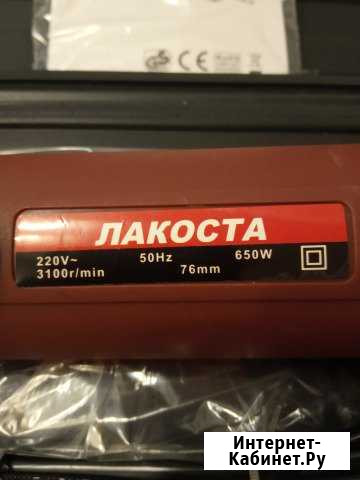 ЛАКОСТА
220V~ 50Hz 650W
3100r/min 76mm
Интернет-
Кабинет.Ру